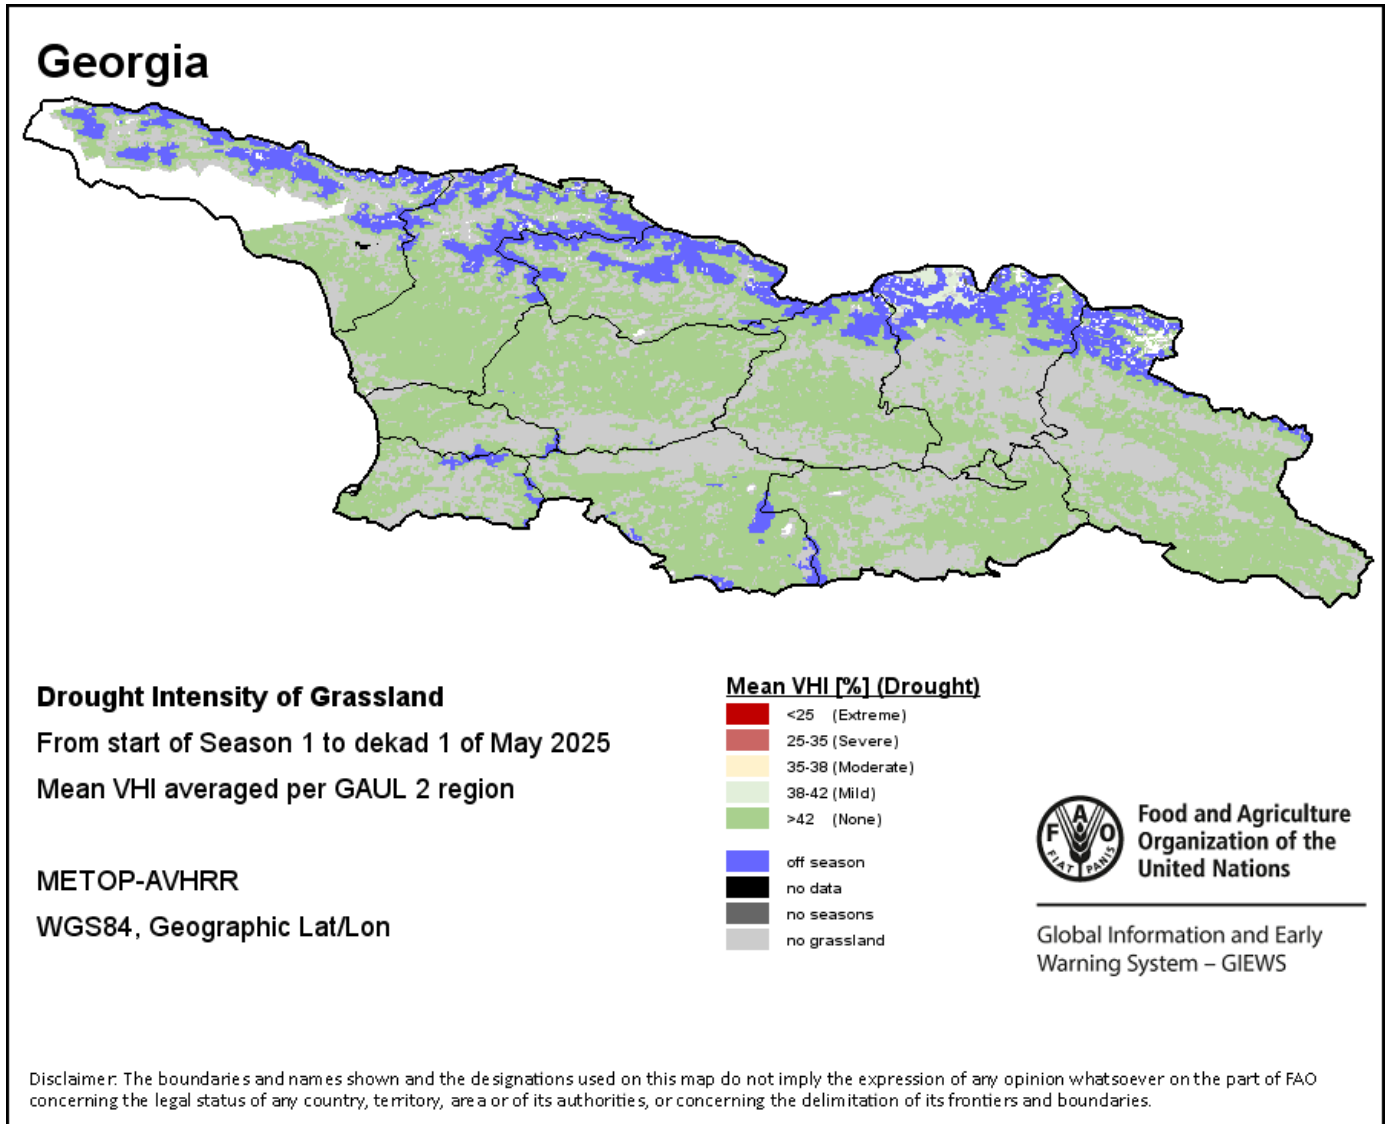 Georgia
Drought Intensity of Grassland
From start of Season 1 to dekad 1 of May 2025
Mean VHI averaged per GAUL 2 region
METOP-AVHRR
WGS84, Geographic Lat/Lon
Mean VHI [%] (Drought)
<25 (Extreme)
25-35 (Severe)
35-38 (Moderate)
38-42 (Mild)
>42 (None)
off season
no data
no seasons
no grassland
F A O
FIAT PANIS
Food and Agriculture
Organization of the
United Nations
Global Information and Early
Warning System – GIEWS
Disclaimer: The boundaries and names shown and the designations used on this map do not imply the expression of any opinion whatsoever on the part of FAO
concerning the legal status of any country, territory, area or of its authorities, or concerning the delimitation of its frontiers and boundaries.